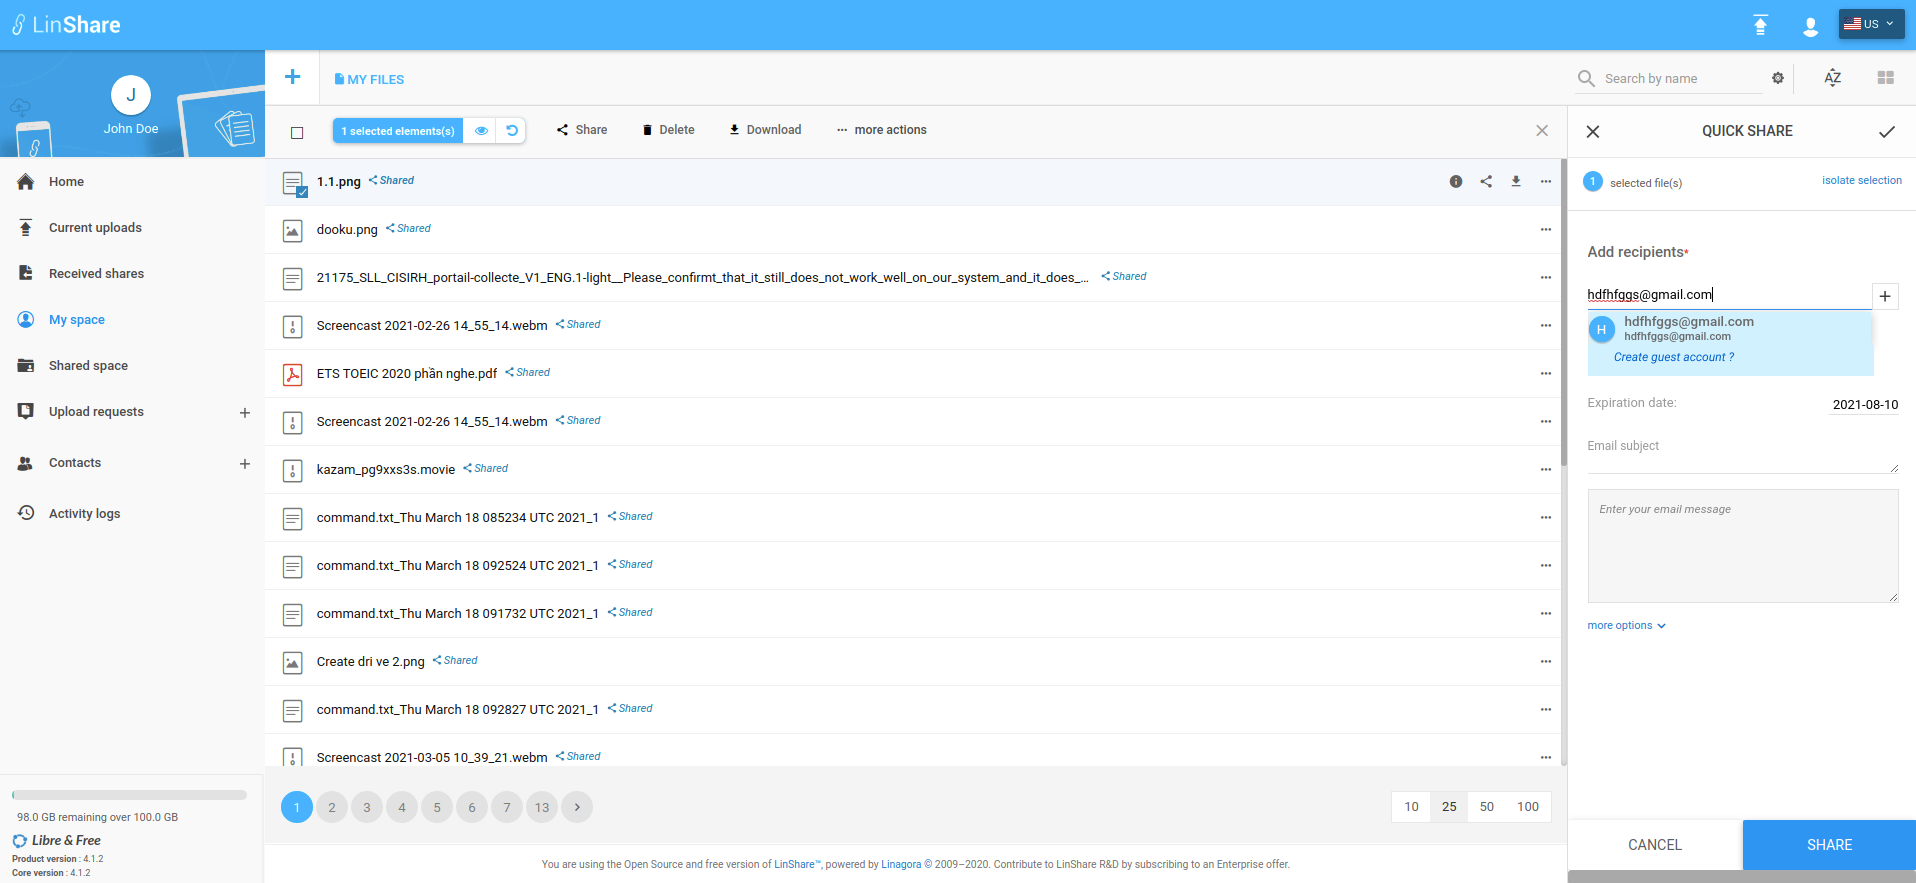 LinShare
US
J
John Doe
Home
Current uploads
Received shares
My space
Shared space
Upload requests +
Contacts +
Activity logs
98.0 GB remaining over 100.0 GB
Libre & Free
Product version : 4.1.2
Core version : 4.1.2
+ MY FILES
Search by name
AZ
1 selected elements(s)
Share
Delete
Download
more actions
1.1.png Shared
dooku.png Shared
21175_SLL_CISIRH_portail-collecte_V1_ENG.1-light__Please_confirmt_that_it_still_does_not_work_well_on_our_system_and_it_does_... Shared
Screencast 2021-02-26 14_55_14.webm Shared
ETS TOEIC 2020 phần nghe.pdf Shared
Screencast 2021-02-26 14_55_14.webm Shared
kazam_pg9xxs3s.movie Shared
command.txt_Thu March 18 085234 UTC 2021_1 Shared
command.txt_Thu March 18 092524 UTC 2021_1 Shared
command.txt_Thu March 18 091732 UTC 2021_1 Shared
Create dri ve 2.png Shared
command.txt_Thu March 18 092827 UTC 2021_1 Shared
Screencast 2021-03-05 10_39_21.webm Shared
1 2 3 4 5 6 7 13 >
10 25 50 100
You are using the Open Source and free version of LinShare™, powered by Linagora © 2009–2020. Contribute to LinShare R&D by subscribing to an Enterprise offer.
QUICK SHARE
1 selected file(s)
isolate selection
Add recipients*
hdfhfggs@gmail.com
+
H
hdfhfggs@gmail.com
hdfhfggs@gmail.com
Create guest account ?
Expiration date: 2021-08-10
Email subject
Enter your email message
more options
CANCEL
SHARE